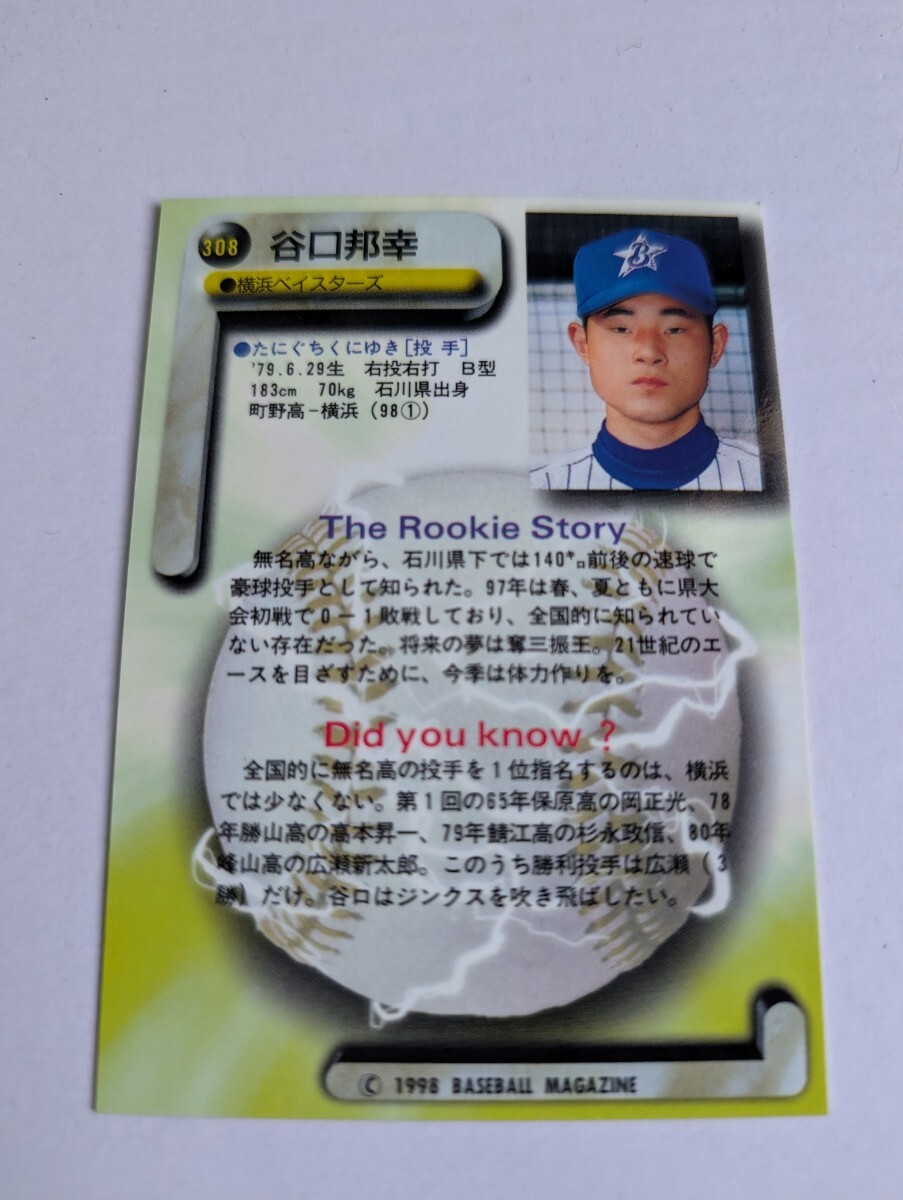 308 谷口邦幸
●横浜ベイスターズ
B
●たにぐちくにゆき[投 手]
'79.6.29生 右投右打 B型
183cm 70kg 石川県出身
町野高－横浜（98①）
The Rookie Story
無名高ながら、石川県下では140㌔前後の速球で
豪球投手として知られた。97年は春、夏ともに県大
会初戦で0－1敗戦しており、全国的に知られてい
ない存在だった。将来の夢は奪三振王。21世紀のエ
ースを目ざすために、今季は体力作りを。
Did you know ?
全国的に無名高の投手を1位指名するのは、横浜
では少なくない。第1回の65年保原高の岡正光、78
年勝山高の高本昇一、79年鯖江高の杉永政信、80年
峰山高の広瀬新太郎。このうち勝利投手は広瀬（3
勝）だけ。谷口はジンクスを吹き飛ばしたい。
© 1998 BASEBALL MAGAZINE